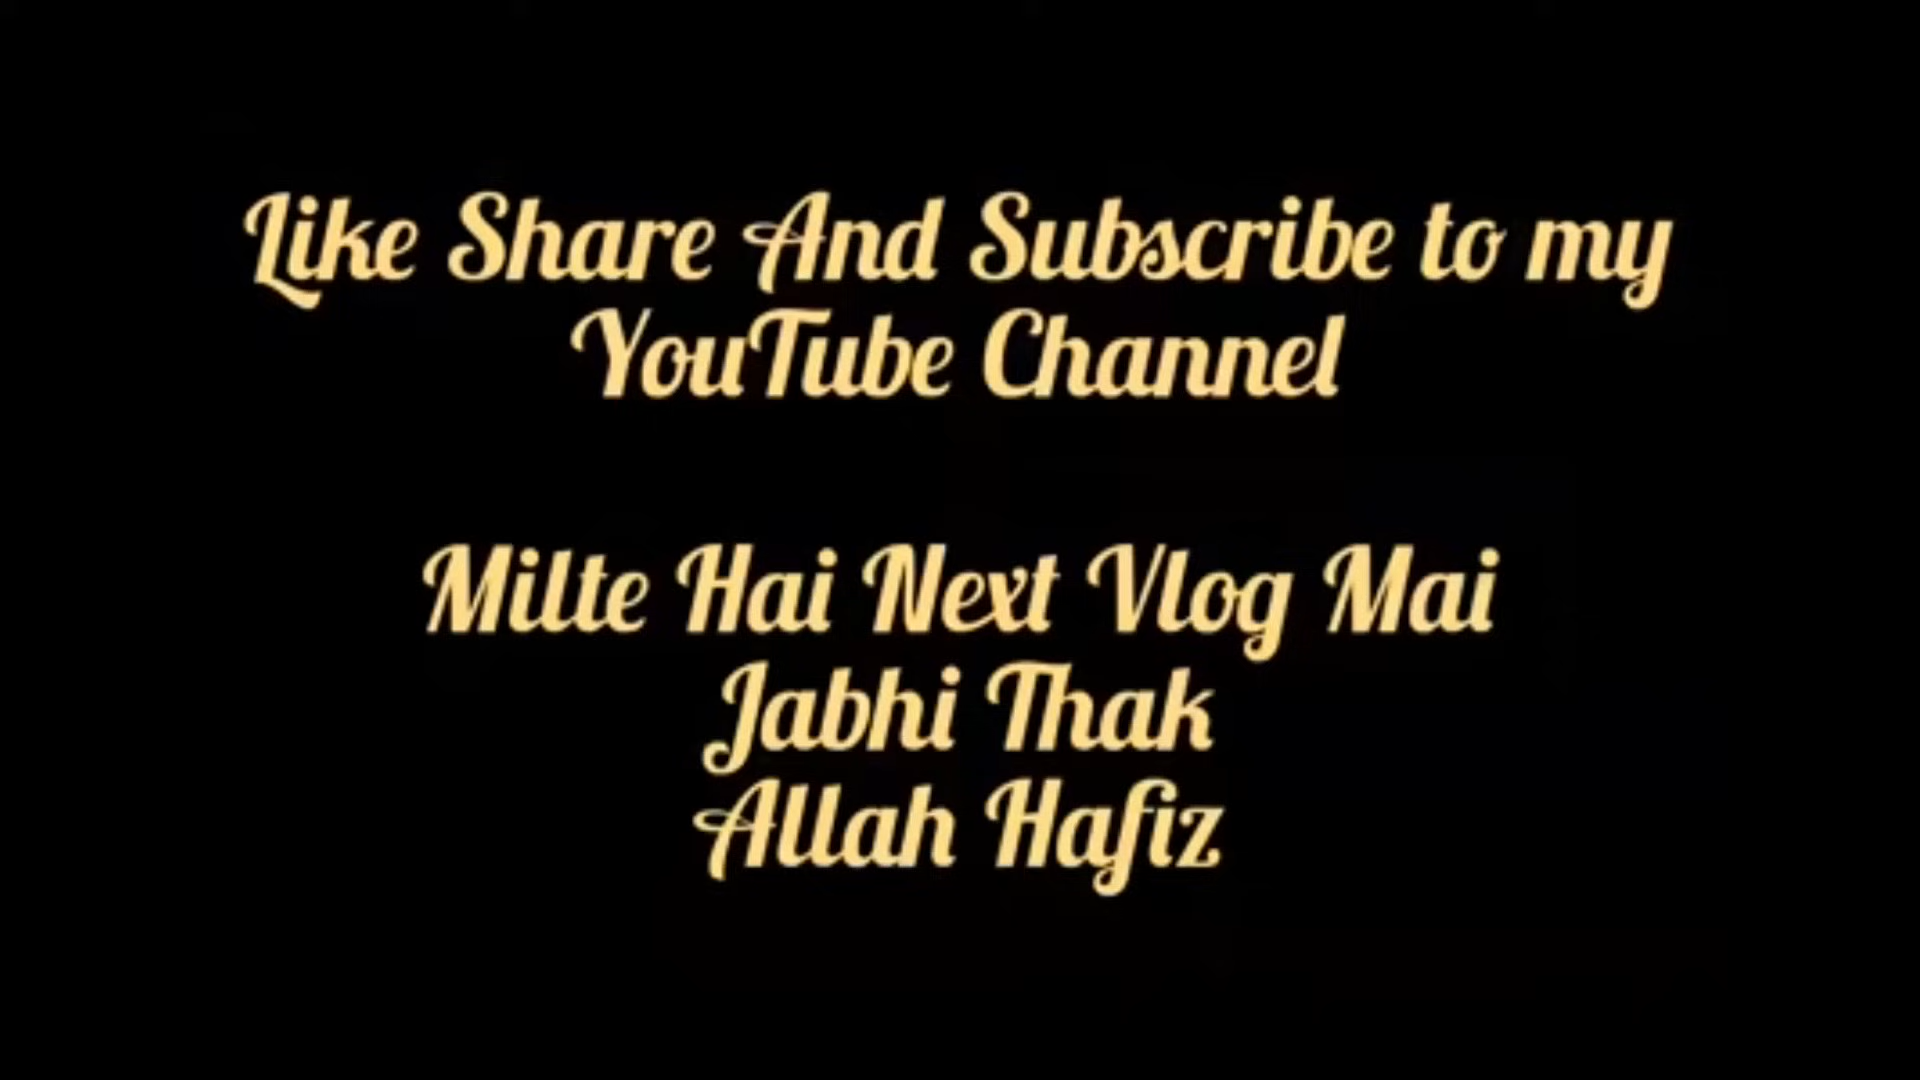 Like Share And Subscribe to my
YouTube Channel
Milte Hai Next Vlog Mai
Jabhi Thak
Allah Hafiz